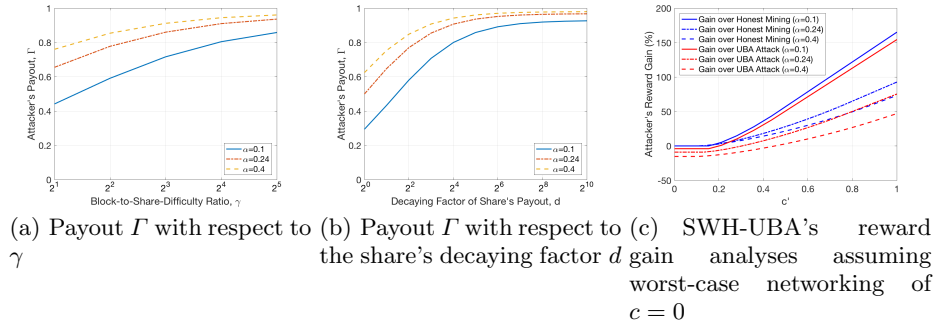 Attacker's Payout, Γ
1
0.8
0.6
0.4
0.2
0
2^1 2^2 2^3 2^4 2^5
Block-to-Share-Difficulty Ratio, γ
α=0.1
α=0.24
α=0.4
(a) Payout Γ with respect to
γ
Attacker's Payout, Γ
1
0.8
0.6
0.4
0.2
0
2^0 2^2 2^4 2^6 2^8 2^10
Decaying Factor of Share's Payout, d
α=0.1
α=0.24
α=0.4
(b) Payout Γ with respect to
the share's decaying factor d
Attacker's Reward Gain (%)
200
150
100
50
0
-50
0 0.2 0.4 0.6 0.8 1
c'
Gain over Honest Mining (α=0.1)
Gain over Honest Mining (α=0.24)
Gain over Honest Mining (α=0.4)
Gain over UBA Attack (α=0.1)
Gain over UBA Attack (α=0.24)
Gain over UBA Attack (α=0.4)
(c) SWH-UBA's reward
gain analyses assuming
worst-case networking of
c = 0